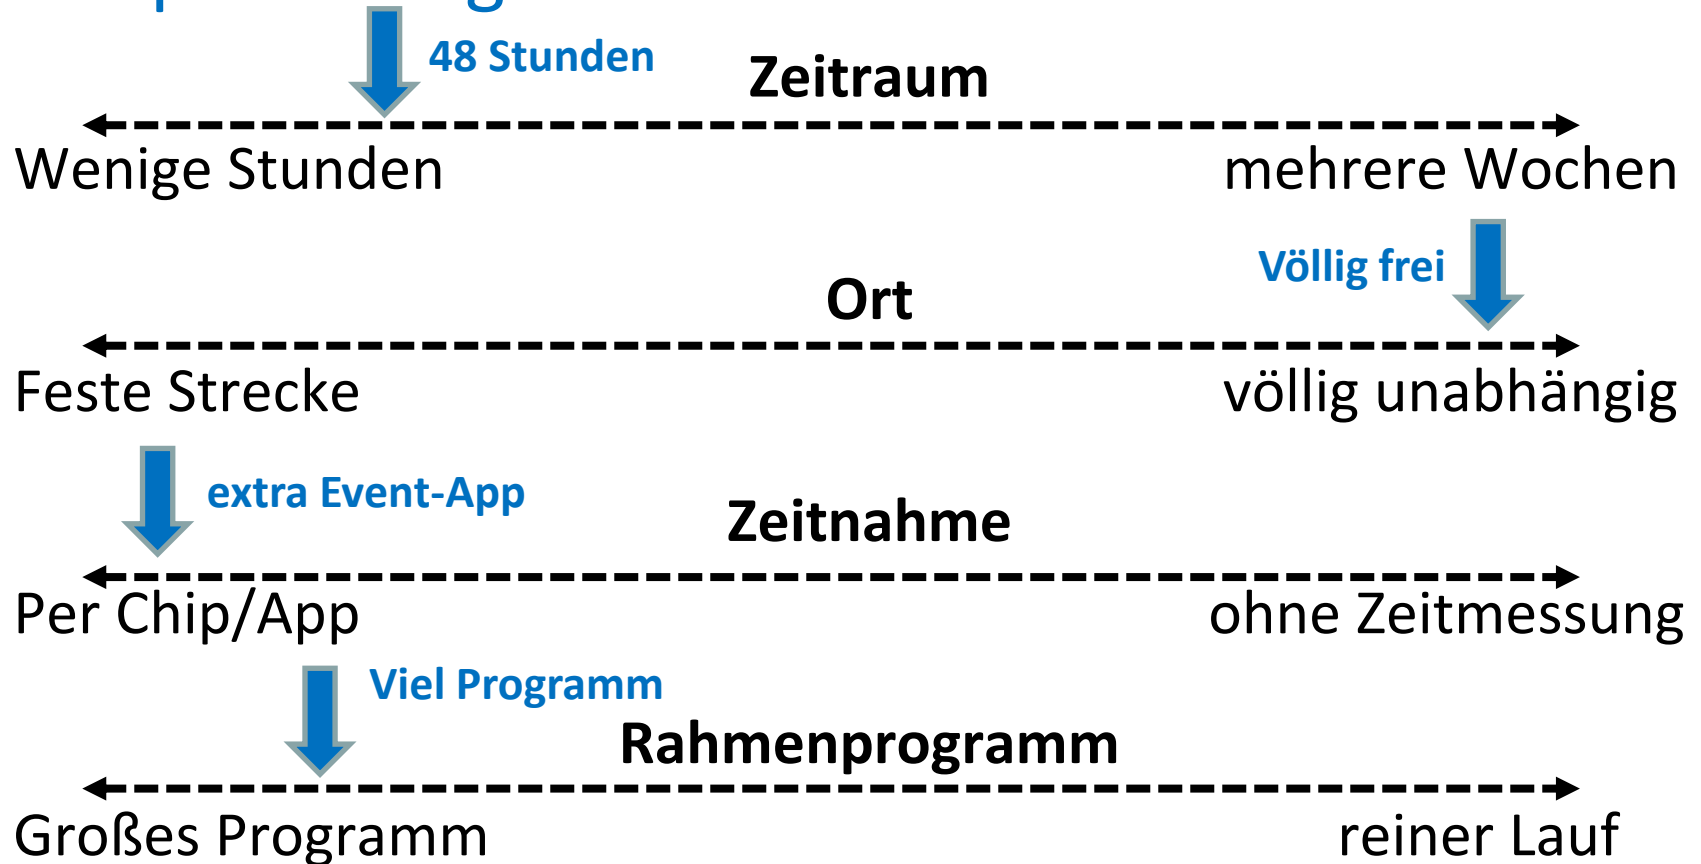 48 Stunden
Zeitraum
Wenige Stunden
mehrere Wochen
Völlig frei
Ort
Feste Strecke
völlig unabhängig
extra Event-App
Zeitnahme
Per Chip/App
ohne Zeitmessung
Viel Programm
Rahmenprogramm
Großes Programm
reiner Lauf